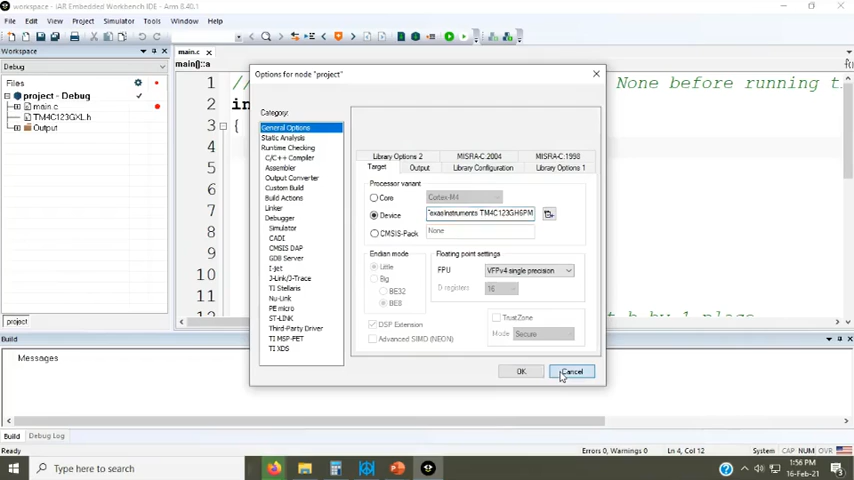 workspace - IAR Embedded Workbench IDE - Arm 8.40.1
File Edit View Project Simulator Tools Window Help
Workspace
Debug
Files
project - Debug
main.c
TM4C123GXL.h
Output
project
main.c
main()::a
f()
1 //
None before running t
2 in
3 {
4
5
6
7
8
9
10
11
t b by 1 place
Options for node "project"
Category:
General Options
Static Analysis
Runtime Checking
C/C++ Compiler
Assembler
Output Converter
Custom Build
Build Actions
Linker
Debugger
Simulator
CADI
CMSIS DAP
GDB Server
I-jet
J-Link/J-Trace
TI Stellaris
Nu-Link
PE micro
ST-LINK
Third-Party Driver
TI MSP-FET
TI XDS
Library Options 2 MISRA-C:2004 MISRA-C:1998
Target Output Library Configuration Library Options 1
Processor variant
Core Cortex-M4
Device TexasInstruments TM4C123GH6PM
CMSIS-Pack None
Endian mode
Little
Big
BE32
BE8
Floating point settings
FPU VFPv4 single precision
D registers 16
DSP Extension
Advanced SIMD (NEON)
TrustZone
Mode Secure
OK Cancel
Build
Messages
Build Debug Log
Ready
Errors 0, Warnings 0 Ln 4, Col 12 System CAP NUM OVR
Type here to search
1:56 PM
16-Feb-21
3